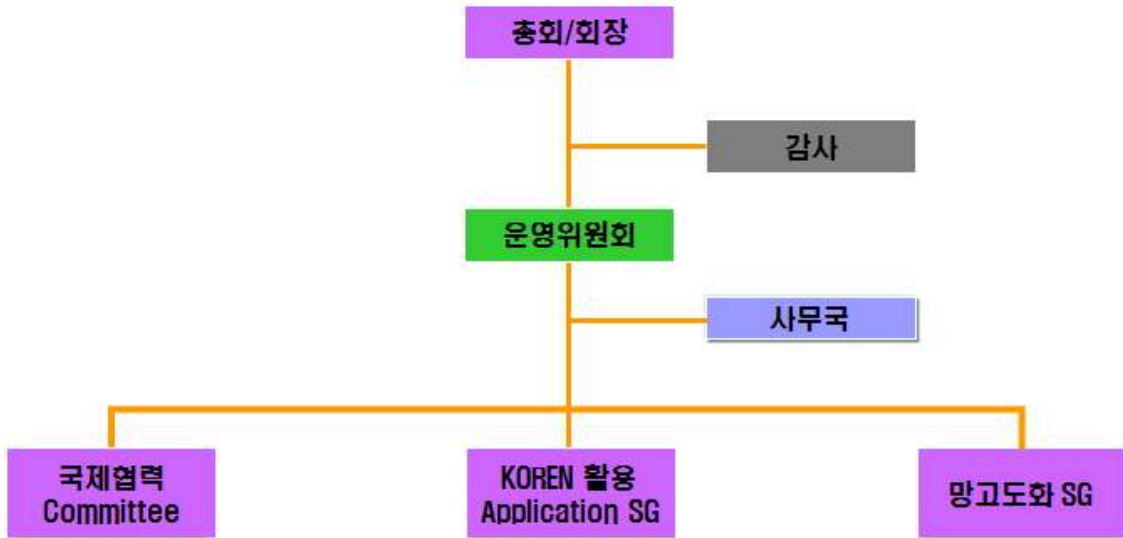 총회/회장
감사
운영위원회
사무국
국제협력
Committee
KOREN 활용
Application SG
망고도화 SG